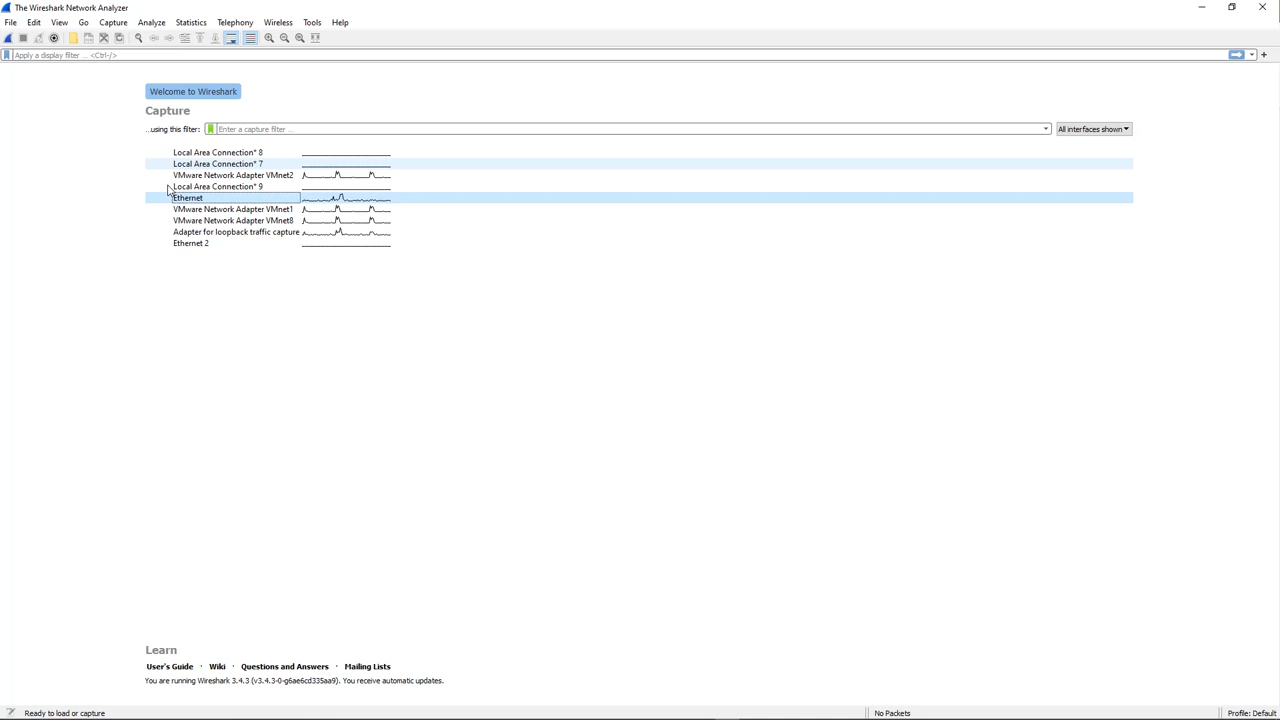 The Wireshark Network Analyzer
File Edit View Go Capture Analyze Statistics Telephony Wireless Tools Help
Apply a display filter ... <Ctrl-/>
Welcome to Wireshark
Capture
...using this filter: Enter a capture filter ... All interfaces shown
Local Area Connection* 8
Local Area Connection* 7
VMware Network Adapter VMnet2
Local Area Connection* 9
Ethernet
VMware Network Adapter VMnet1
VMware Network Adapter VMnet8
Adapter for loopback traffic capture
Ethernet 2
Learn
User's Guide · Wiki · Questions and Answers · Mailing Lists
You are running Wireshark 3.4.3 (v3.4.3-0-g6ae6cd335aa9). You receive automatic updates.
Ready to load or capture No Packets Profile: Default